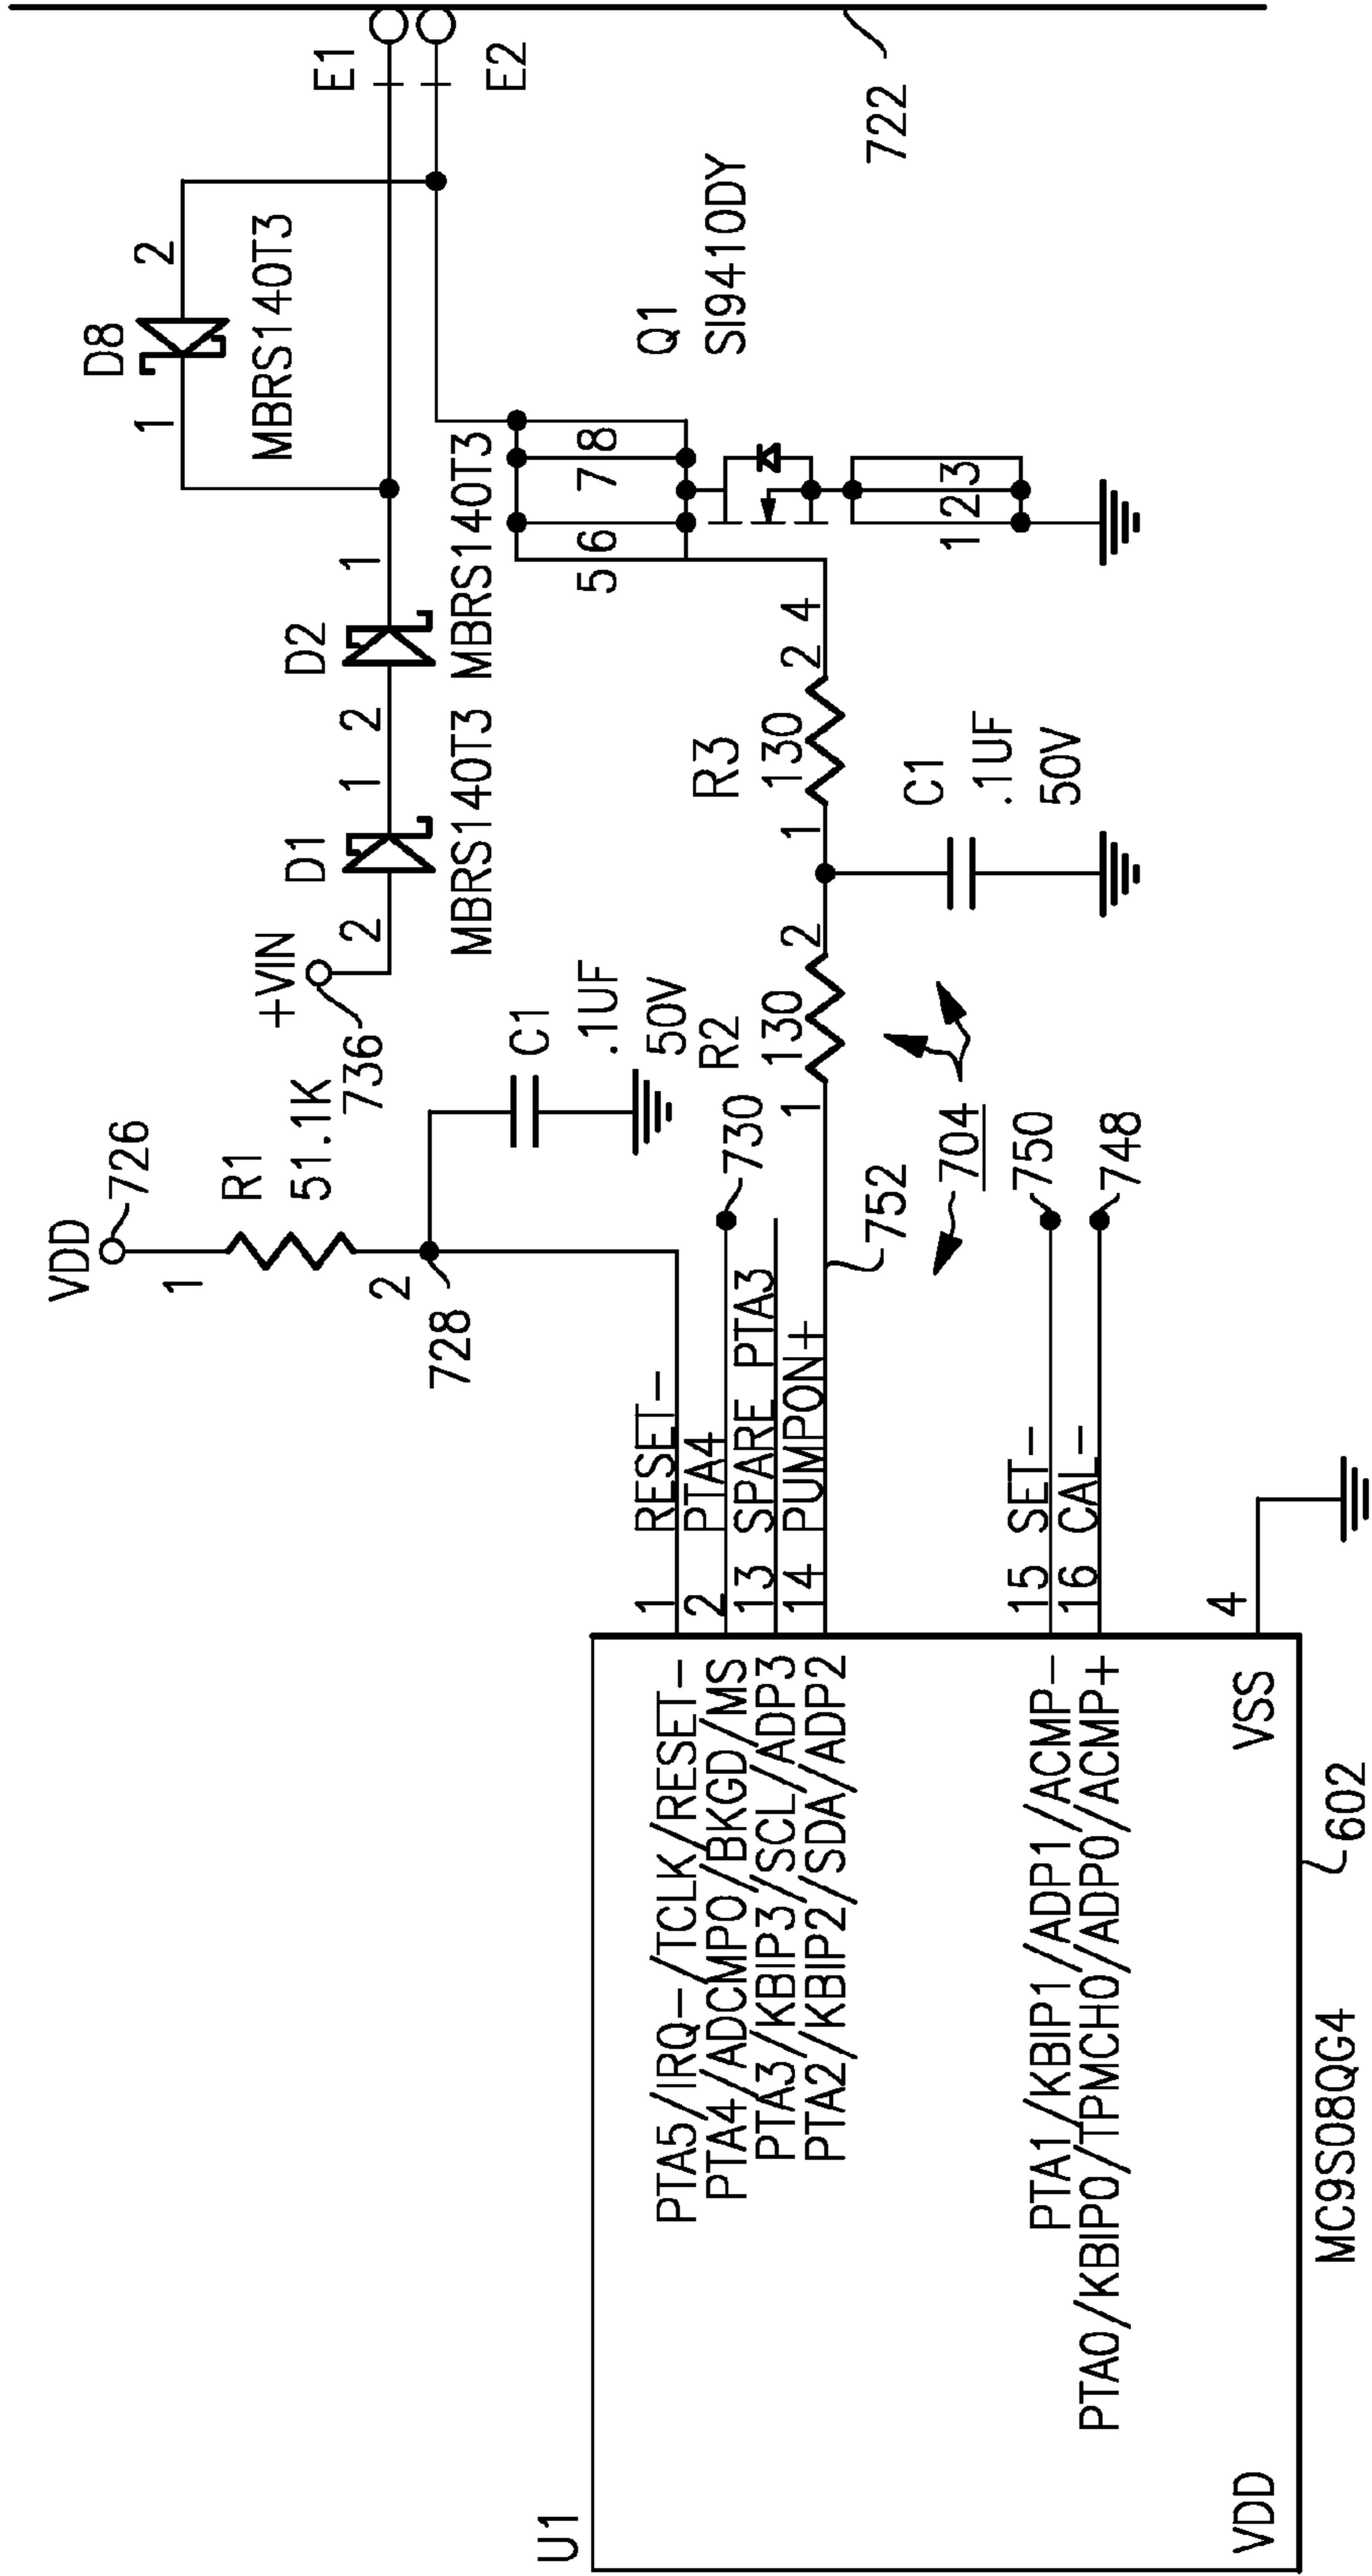 U1
602
MC9S08QG4
VDD
VSS
4
PTA5/IRQ-/TCLK/RESET-
PTA4/ADCMPO/BKGD/MS
PTA3/KBIP3/SCL/ADP3
PTA2/KBIP2/SDA/ADP2
PTA1/KBIP1/ADP1/ACMP-
PTA0/KBIP0/TPMCH0/ADP0/ACMP+
1 RESET-
2 PTA4
13 SPARE PTA3
14 PUMPON+
15 SET-
16 CAL-
VDD
726
1
R1
51.1K
2
728
C1
.1UF
50V
730
752
704
750
748
+VIN
736
2
D1
1
MBRS140T3
2
D2
1
MBRS140T3
1
D8
2
MBRS140T3
E1
E2
722
R2
1
130
2
C1
.1UF
50V
R3
1
130
2
4
5 6 7 8
Q1
SI9410DY
1 2 3